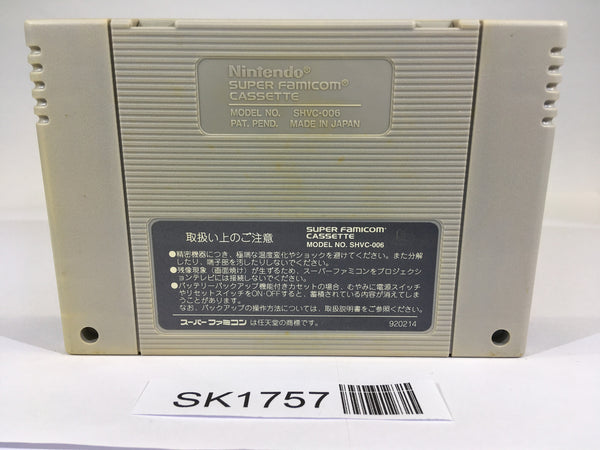 Nintendo®
SUPER FAMICOM®
CASSETTE
MODEL NO. SHVC-006
PAT. PEND. MADE IN JAPAN
取扱い上のご注意
SUPER FAMICOM®
CASSETTE
MODEL NO. SHVC-006
●精密機器につき、極端な温度変化やショックを避けてください。また分解
したり、端子部を汚したりしないでください。
●残像現象(画面焼け)が生ずるため、スーパーファミコンをプロジェクシ
ョンテレビには接続しないでください。
●バッテリーバックアップ機能付きカセットの場合、むやみに電源スイッチ
やリセットスイッチをON・OFFすると、蓄積されている内容が消えてしま
うことがあります。
なお、バックアップの操作方法については、取扱説明書をご参照ください。
スーパーファミコンは任天堂の商標です。
920214
SK1757